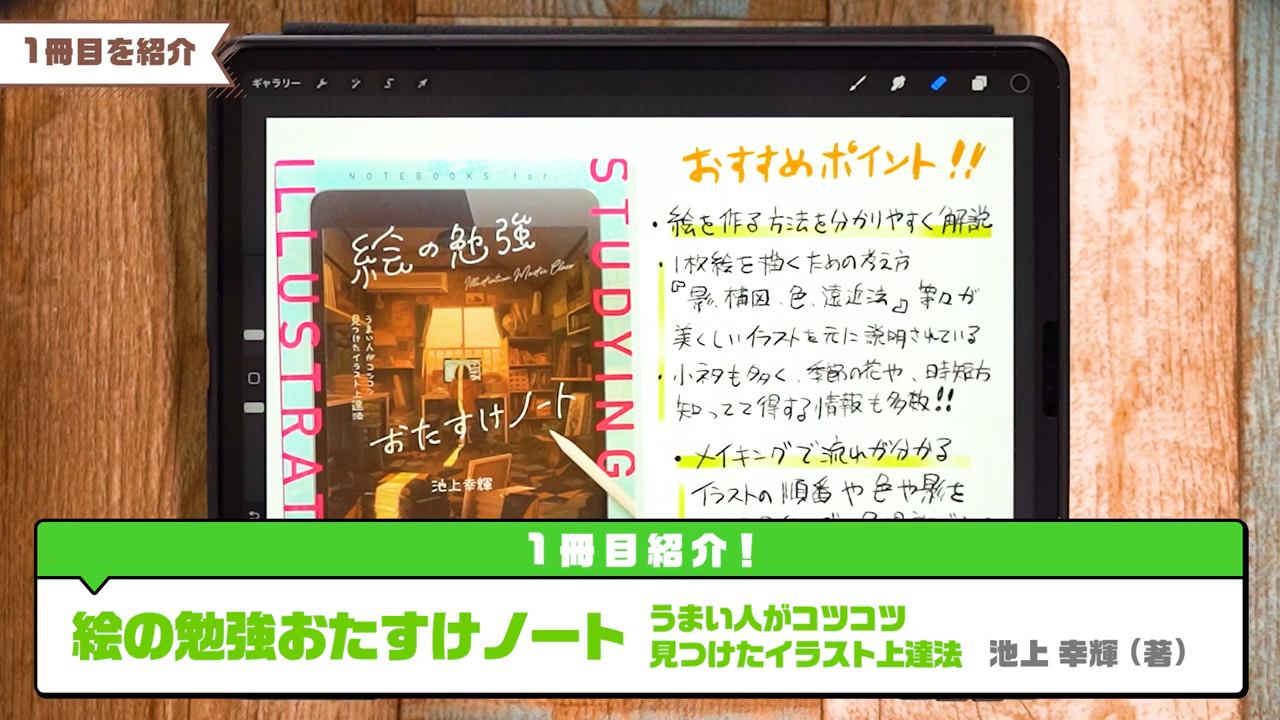 1冊目を紹介
ギャラリー
おすすめポイント!!
NOTEBOOKS for
STUDYING
ILLUSTRAT
絵の勉強
Illustration Master Class
うまい人がコツコツ
見つけたイラスト上達法
おたすけノート
池上幸輝
・絵を作る方法を分かりやすく解説
・1枚絵を描くための考え方
『影、構図、色、遠近法』等々が
美しいイラストを元に説明されている
・小ネタも多く、季節の花や、時短方
知ってて得する情報も多数!!
・メイキングで流れが分かる
イラストの順番や色や影を
1冊目紹介!
絵の勉強おたすけノート
うまい人がコツコツ
見つけたイラスト上達法
池上 幸輝(著)